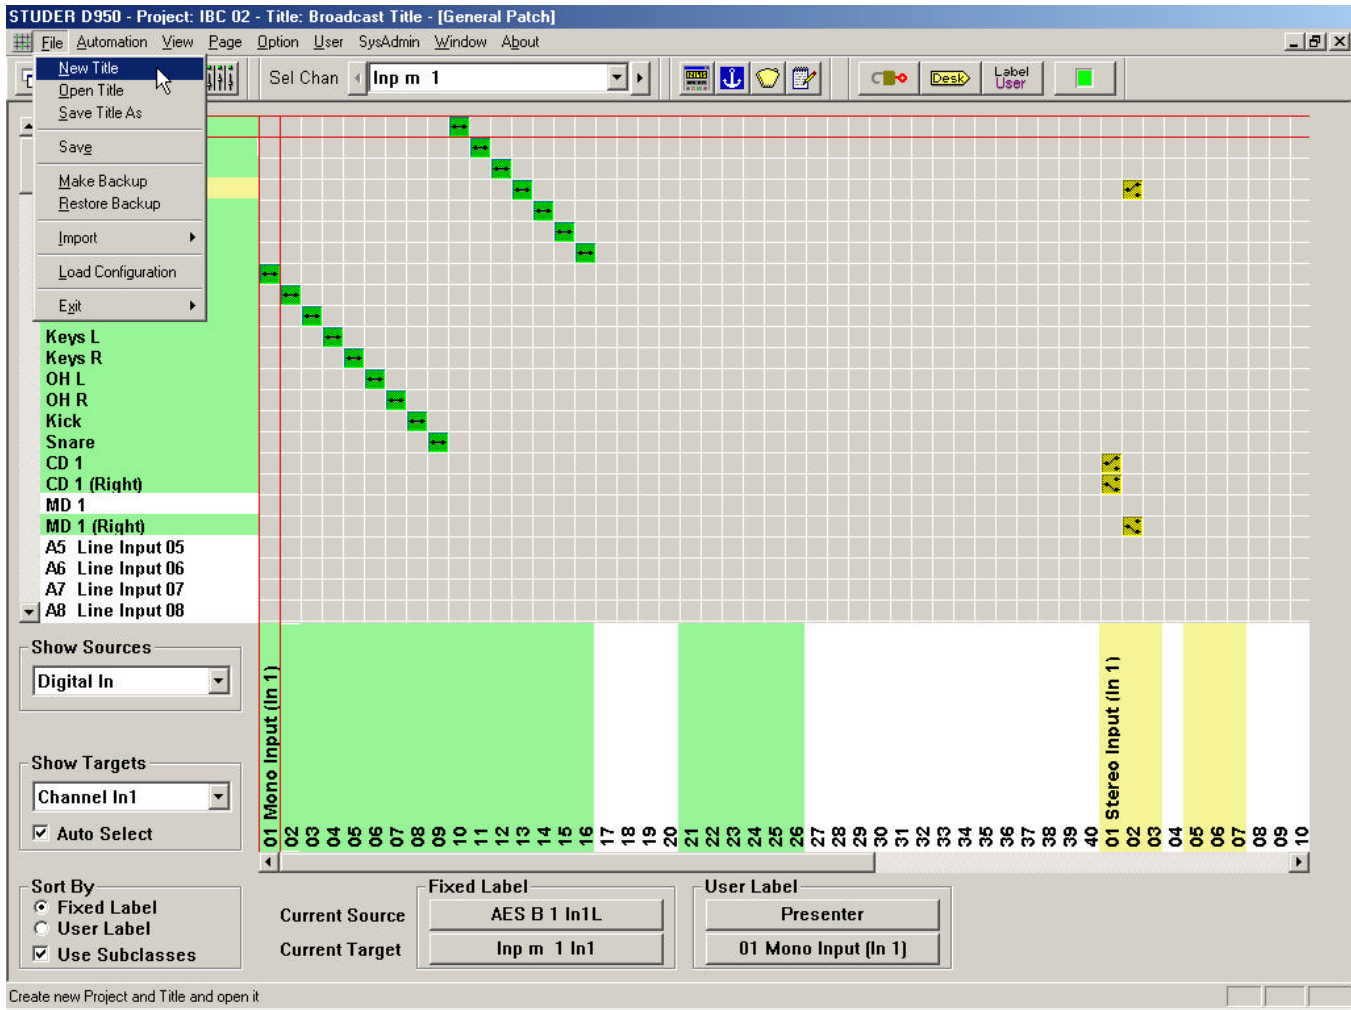 STUDER D950 - Project: IBC 02 - Title: Broadcast Title - [General Patch]
File Automation View Page Option User SysAdmin Window About
New Title
Open Title
Save Title As
Save
Make Backup
Restore Backup
Import
Load Configuration
Exit
Sel Chan Inp m 1
Desk
Label
User
Keys L
Keys R
OH L
OH R
Kick
Snare
CD 1
CD 1 (Right)
MD 1
MD 1 (Right)
A5 Line Input 05
A6 Line Input 06
A7 Line Input 07
A8 Line Input 08
Show Sources
Digital In
Show Targets
Channel In1
Auto Select
01 Mono Input (In 1)
02 03 04 05 06 07 08 09 10 11 12 13 14 15 16 17 18 19 20 21 22 23 24 25 26 27 28 29 30 31 32 33 34 35 36 37 38 39 40
01 Stereo Input (In 1)
02 03 04 05 06 07 08 09 10
Sort By
Fixed Label
User Label
Use Subclasses
Fixed Label
User Label
Current Source AES B 1 In1L Presenter
Current Target Inp m 1 In1 01 Mono Input (In 1)
Create new Project and Title and open it